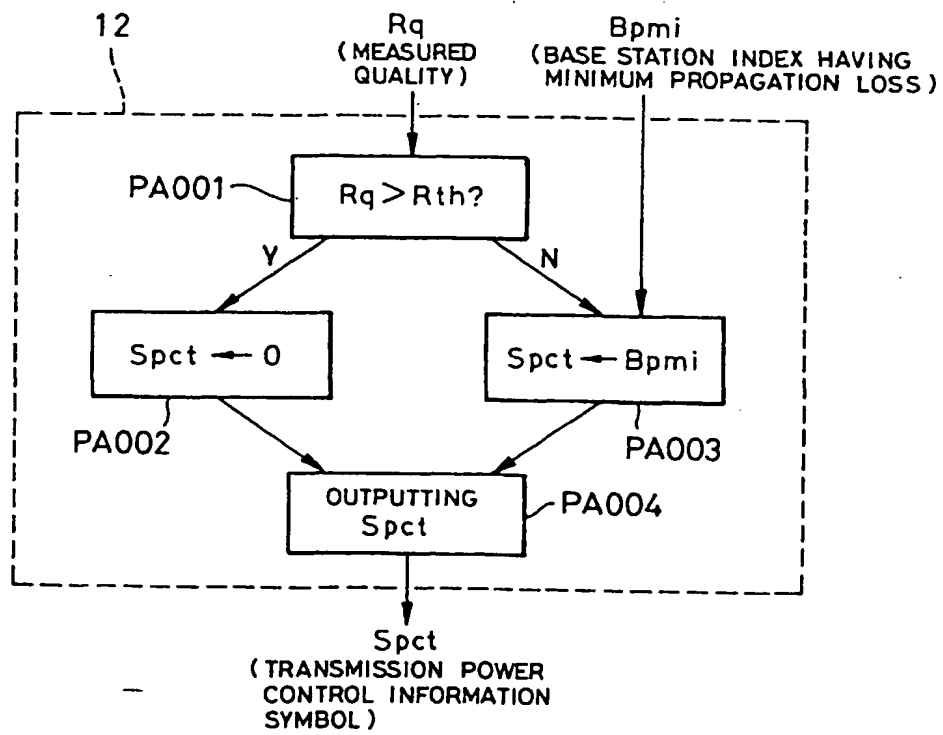 12
Rq
(MEASURED
QUALITY)
Bpmi
(BASE STATION INDEX HAVING
MINIMUM PROPAGATION LOSS)
PA001
Rq > Rth?
Y
N
Spct ← 0
Spct ← Bpmi
PA002
PA003
OUTPUTTING
Spct
PA004
Spct
(TRANSMISSION POWER
CONTROL INFORMATION
SYMBOL)